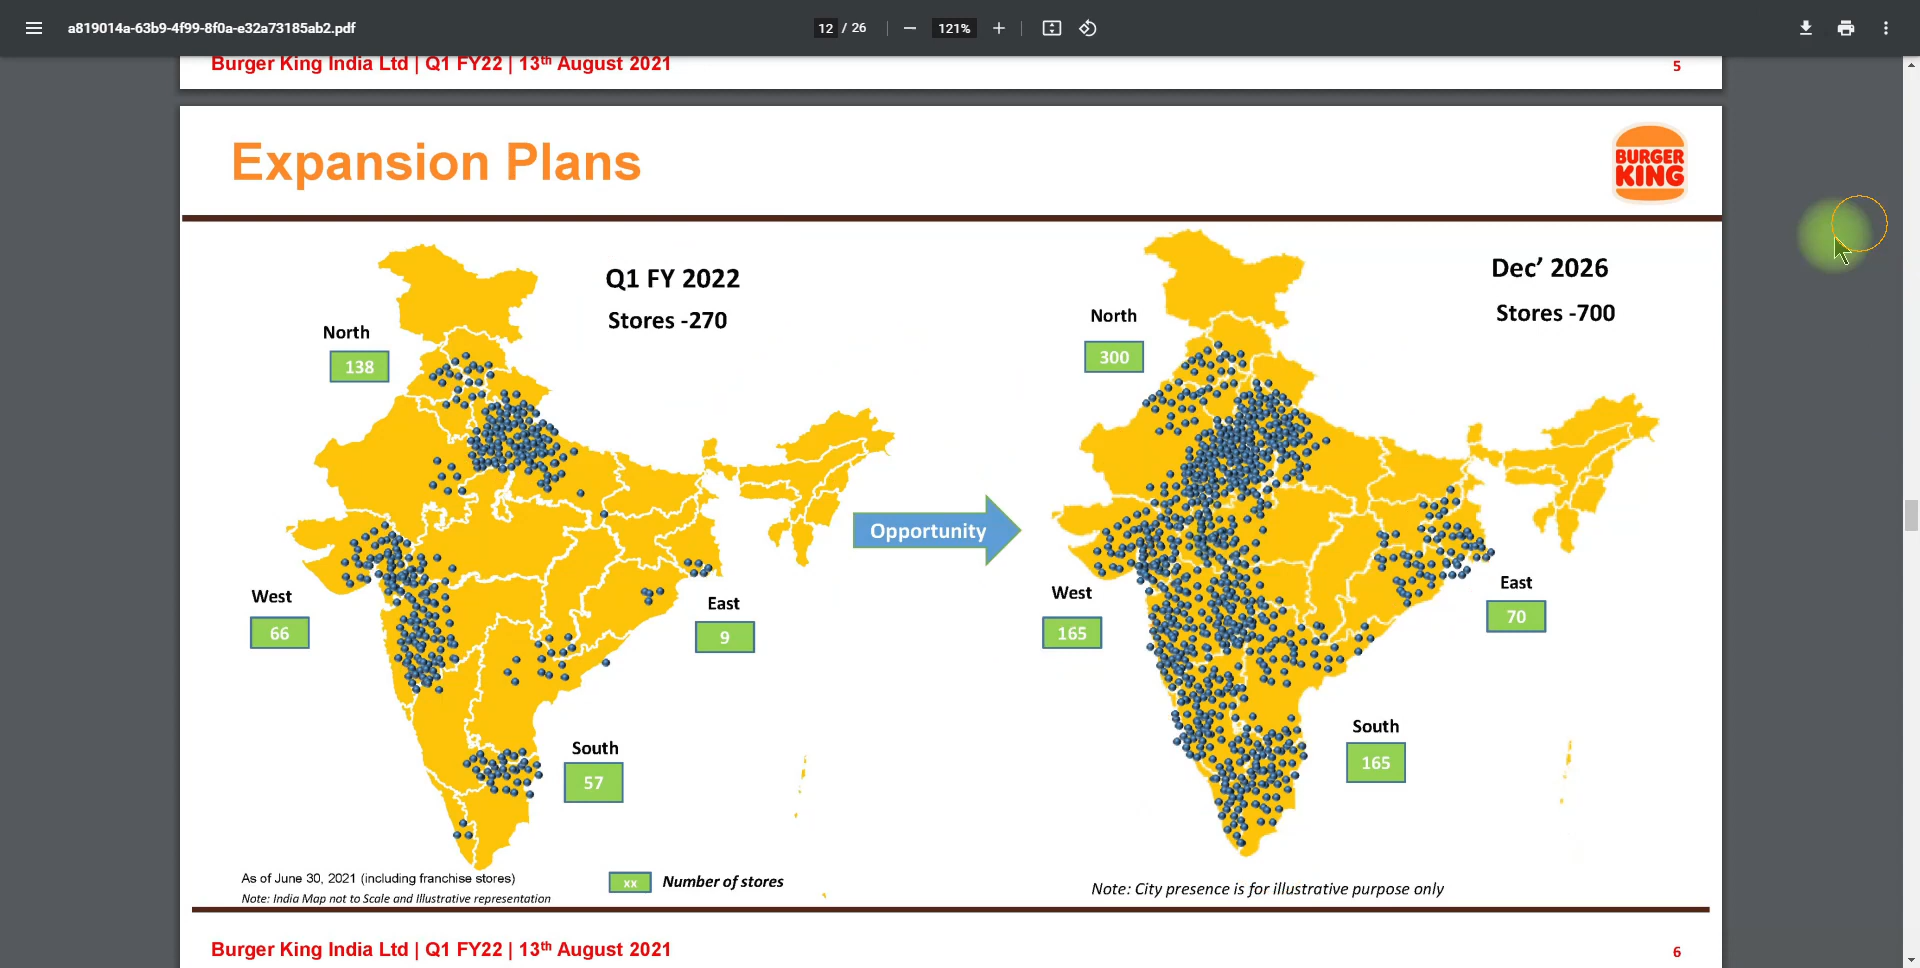 a819014a-63b9-4f99-8f0a-e32a73185ab2.pdf
12 / 26
121%
Burger King India Ltd | Q1 FY22 | 13th August 2021
5
Expansion Plans
BURGER
KING
Q1 FY 2022
Stores -270
North
138
West
66
East
9
South
57
Opportunity
Dec’ 2026
Stores -700
North
300
West
165
East
70
South
165
As of June 30, 2021 (including franchise stores)
Note: India Map not to Scale and Illustrative representation
xx Number of stores
Note: City presence is for illustrative purpose only
Burger King India Ltd | Q1 FY22 | 13th August 2021
6